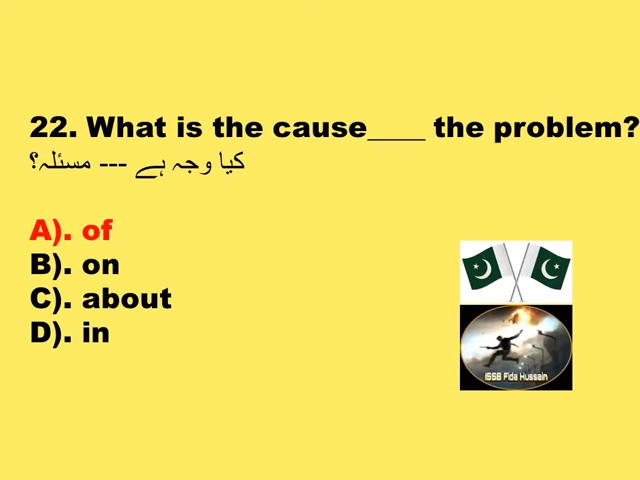 22. What is the cause____ the problem?
کیا وجہ ہے --- مسئلہ؟
A). of
B). on
C). about
D). in
ISSB Fida Hussain